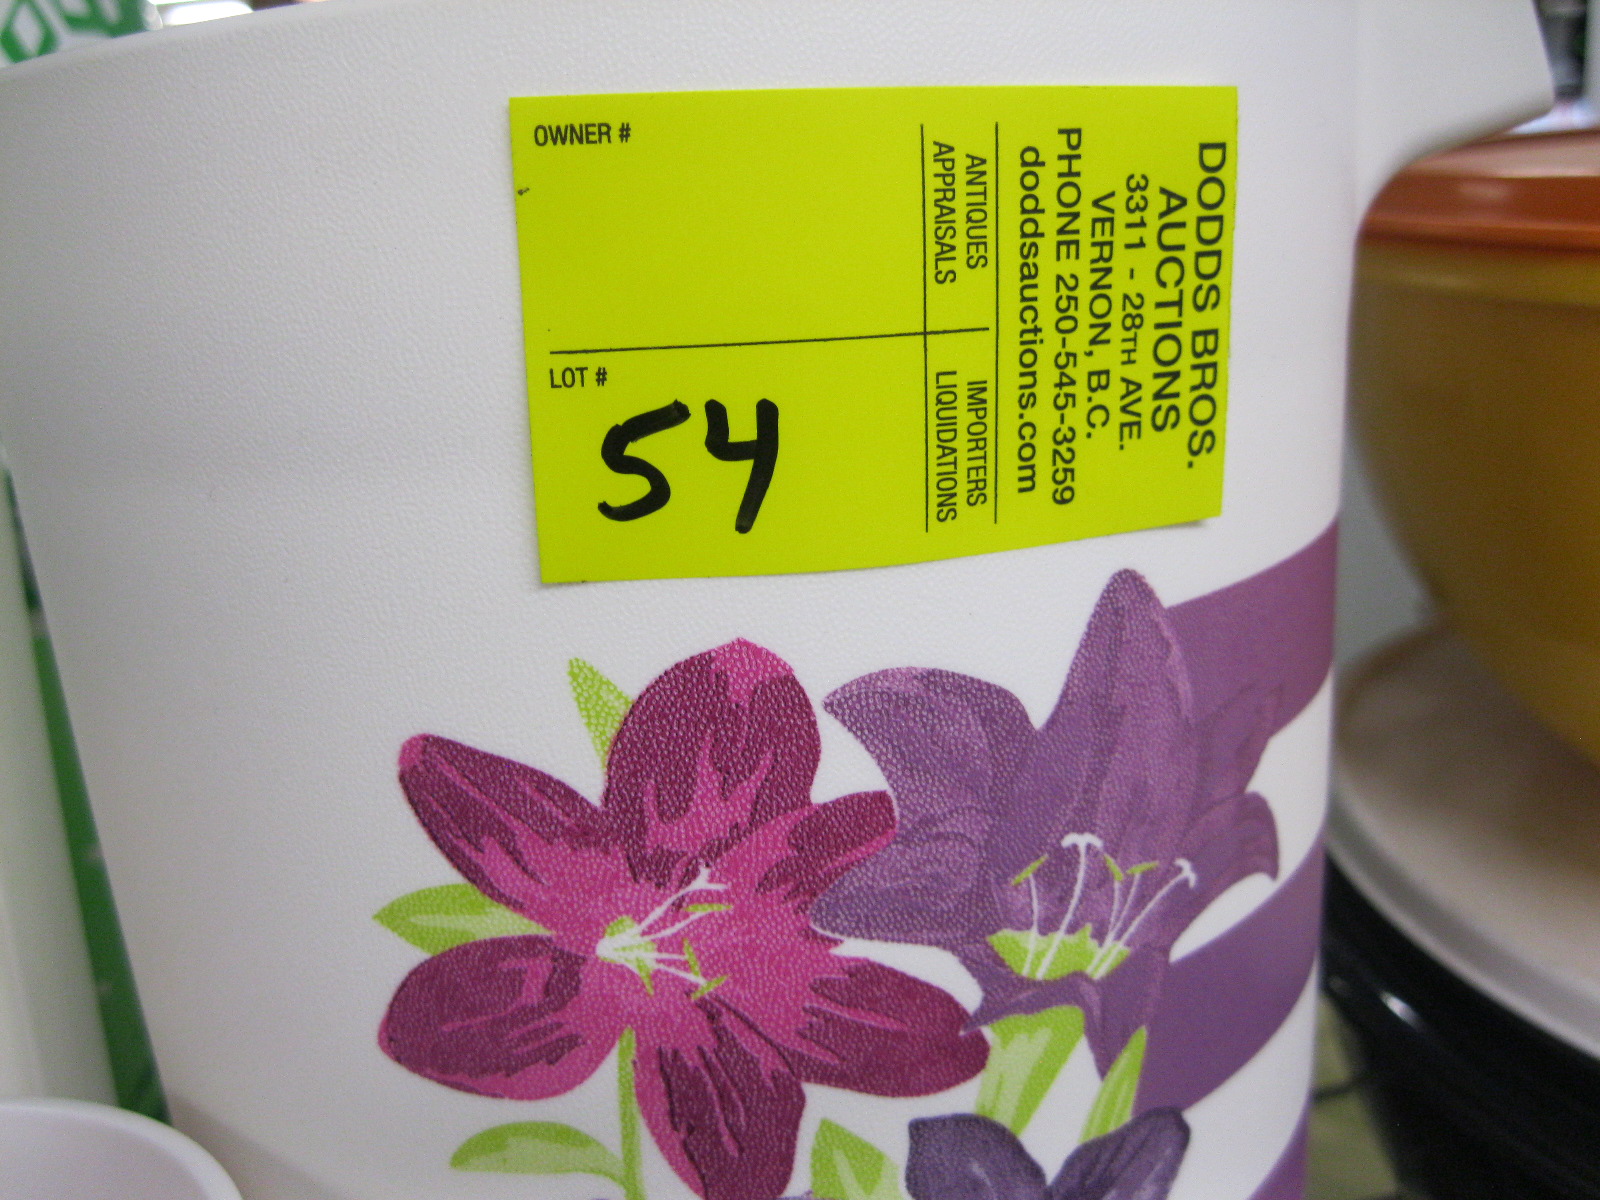 OWNER #
LOT #
54
DODDS BROS.
AUCTIONS
3311 - 28TH AVE.
VERNON, B.C.
PHONE 250-545-3259
doddsauctions.com
ANTIQUES
APPRAISALS
IMPORTERS
LIQUIDATIONS